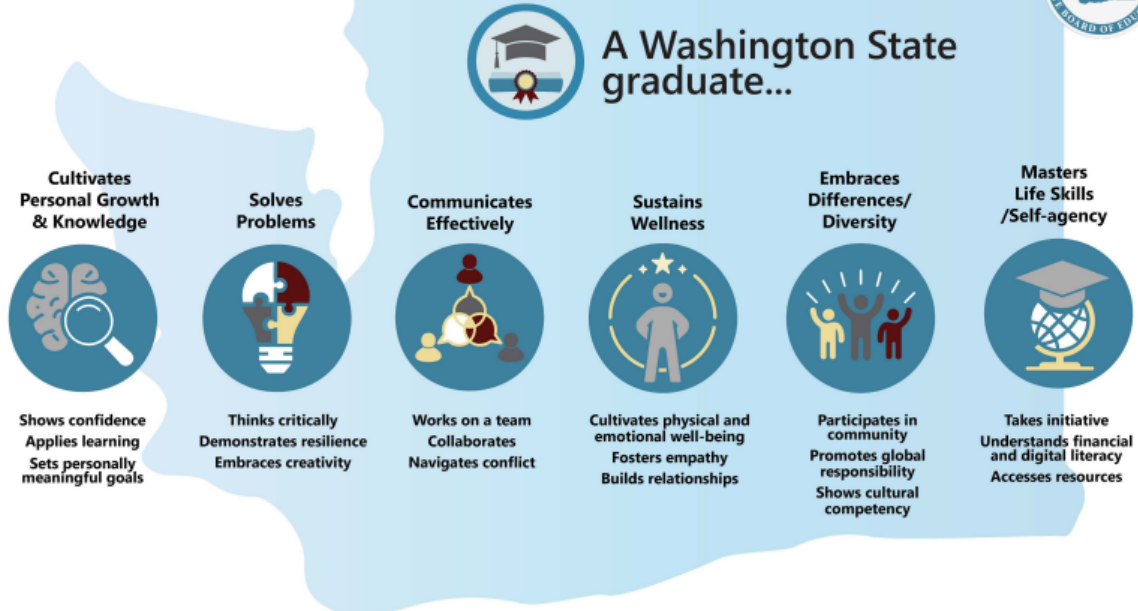 E BOARD OF EDU
A Washington State
graduate...
Cultivates
Personal Growth
& Knowledge
Shows confidence
Applies learning
Sets personally
meaningful goals
Solves
Problems
Thinks critically
Demonstrates resilience
Embraces creativity
Communicates
Effectively
Works on a team
Collaborates
Navigates conflict
Sustains
Wellness
Cultivates physical and
emotional well-being
Fosters empathy
Builds relationships
Embraces
Differences/
Diversity
Participates in
community
Promotes global
responsibility
Shows cultural
competency
Masters
Life Skills
/Self-agency
Takes initiative
Understands financial
and digital literacy
Accesses resources